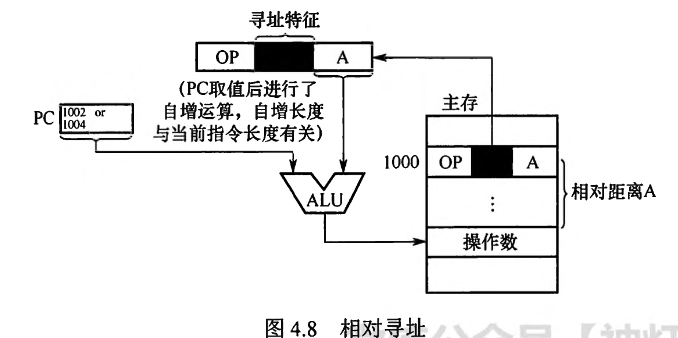 寻址特征
OP A
(PC取值后进行了
自增运算，自增长度
与当前指令长度有关)
PC 1002 or
1004
主存
1000 OP A
⋮
相对距离A
ALU
操作数
图 4.8 相对寻址